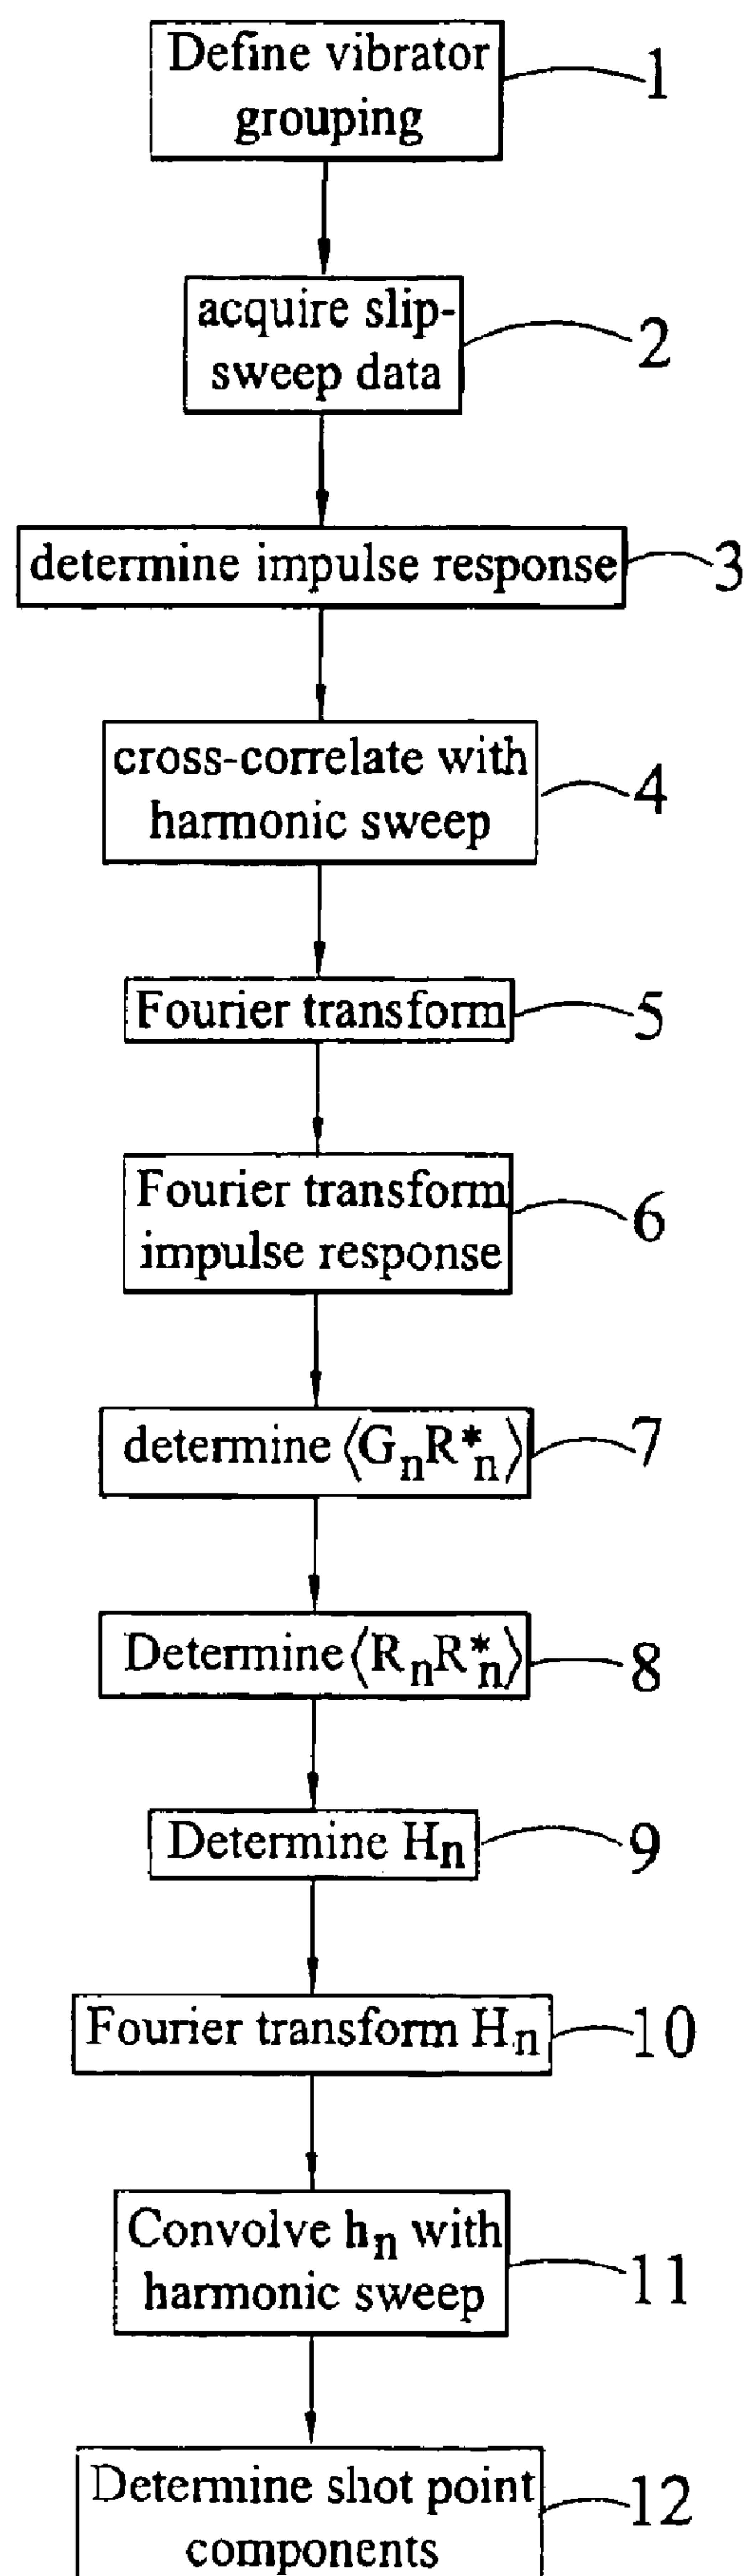 Define vibrator
grouping
1
acquire slip-
sweep data
2
determine impulse response
3
cross-correlate with
harmonic sweep
4
Fourier transform
5
Fourier transform
impulse response
6
determine ⟨GₙR*ₙ⟩
7
Determine ⟨RₙR*ₙ⟩
8
Determine Hₙ
9
Fourier transform Hₙ
10
Convolve hₙ with
harmonic sweep
11
Determine shot point
components
12